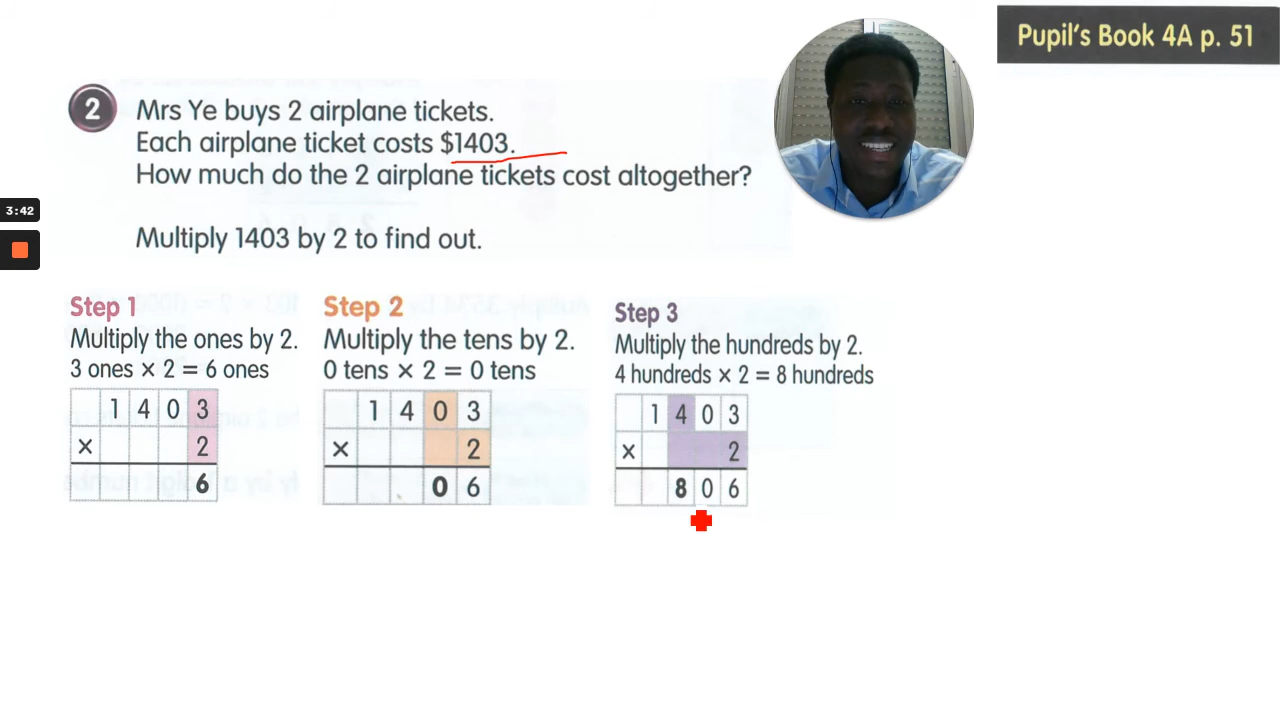 Pupil's Book 4A p. 51
2
Mrs Ye buys 2 airplane tickets.
Each airplane ticket costs $1403.
How much do the 2 airplane tickets cost altogether?
Multiply 1403 by 2 to find out.
3:42
Step 1
Multiply the ones by 2.
3 ones × 2 = 6 ones
1 4 0 3
× 2
6
Step 2
Multiply the tens by 2.
0 tens × 2 = 0 tens
1 4 0 3
× 2
0 6
Step 3
Multiply the hundreds by 2.
4 hundreds × 2 = 8 hundreds
1 4 0 3
× 2
8 0 6